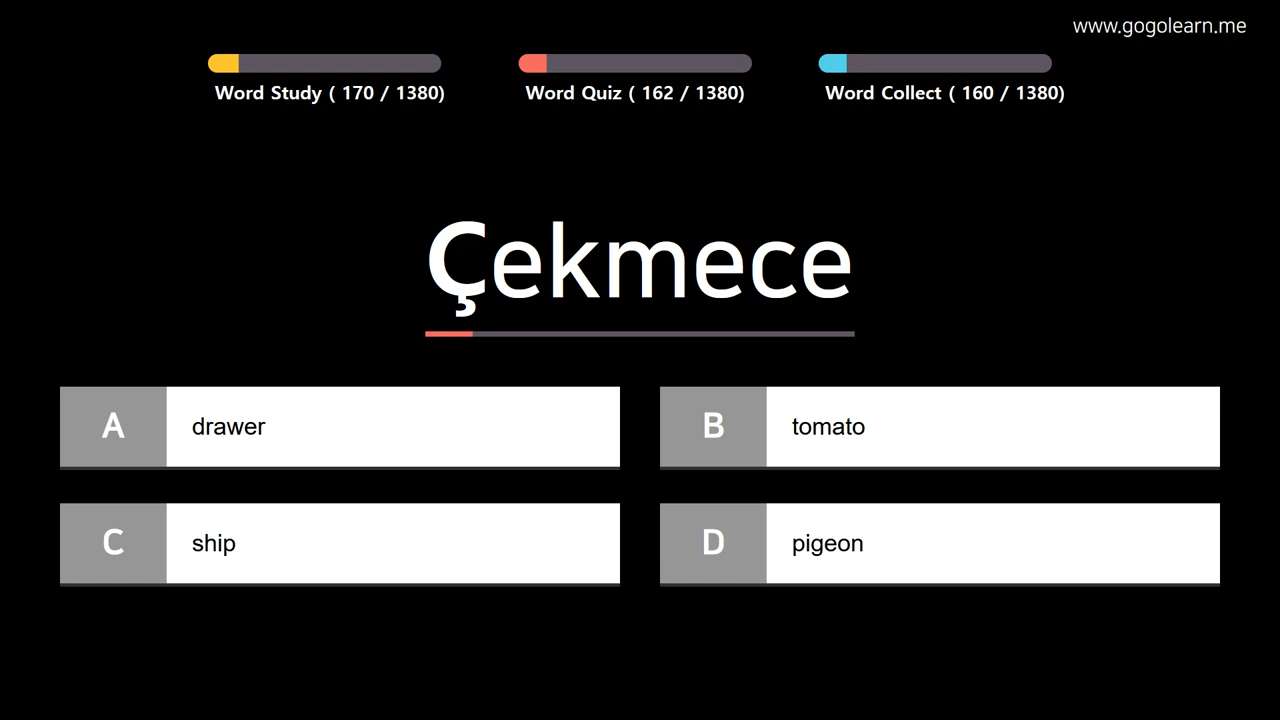 www.gogolearn.me
Word Study ( 170 / 1380)
Word Quiz ( 162 / 1380)
Word Collect ( 160 / 1380)
Çekmece
A
drawer
B
tomato
C
ship
D
pigeon